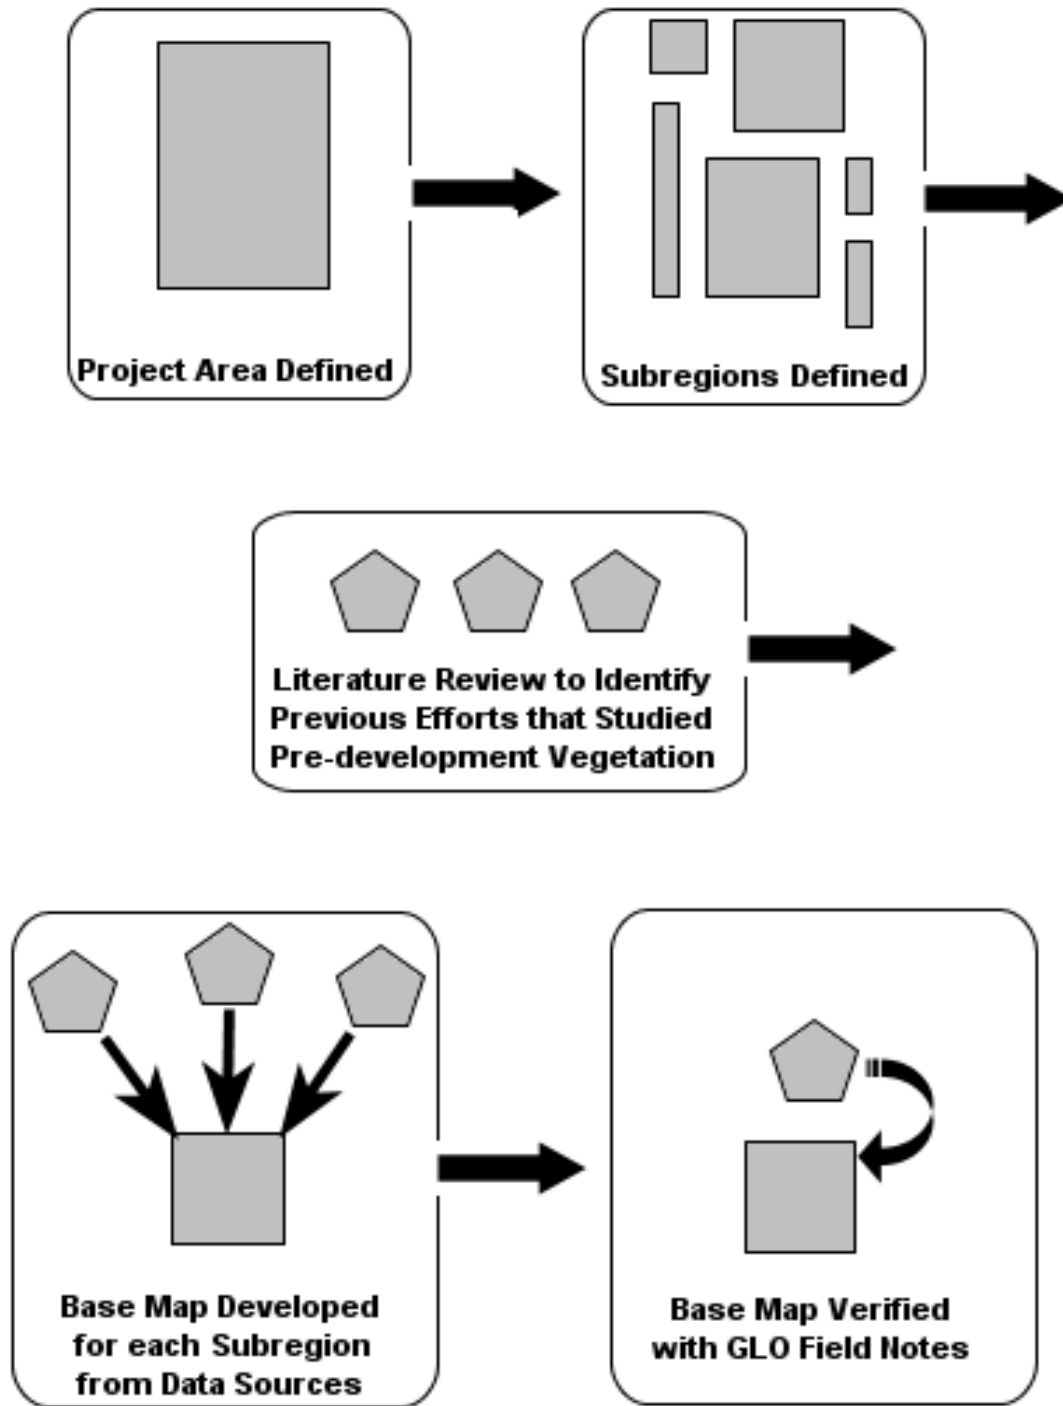 Project Area Defined
Subregions Defined
Literature Review to Identify
Previous Efforts that Studied
Pre-development Vegetation
Base Map Developed
for each Subregion
from Data Sources
Base Map Verified
with GLO Field Notes